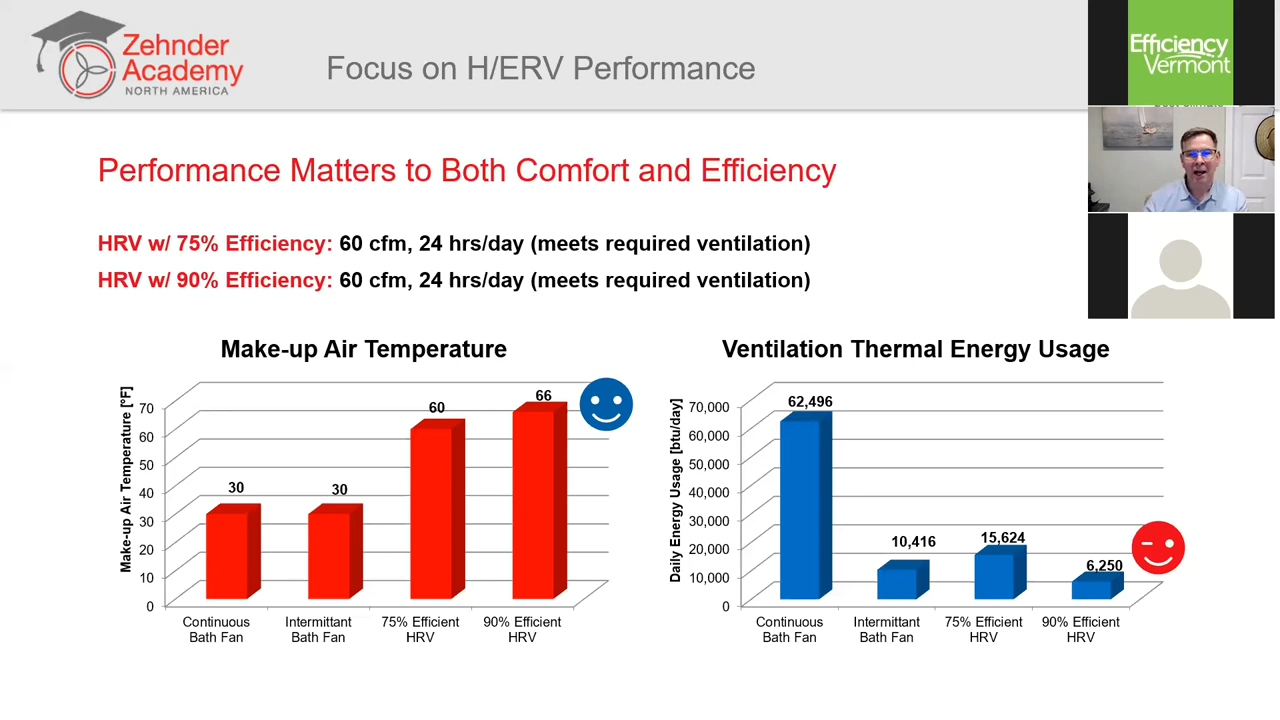 Zehnder
Academy
NORTH AMERICA
Focus on H/ERV Performance
Efficiency
Vermont
Performance Matters to Both Comfort and Efficiency
HRV w/ 75% Efficiency: 60 cfm, 24 hrs/day (meets required ventilation)
HRV w/ 90% Efficiency: 60 cfm, 24 hrs/day (meets required ventilation)
Make-up Air Temperature
Make-up Air Temperature [°F]
70
60
50
40
30
20
10
0
30
30
60
66
Continuous
Bath Fan
Intermittant
Bath Fan
75% Efficient
HRV
90% Efficient
HRV
Ventilation Thermal Energy Usage
Daily Energy Usage [btu/day]
70,000
60,000
50,000
40,000
30,000
20,000
10,000
0
62,496
10,416
15,624
6,250
Continuous
Bath Fan
Intermittant
Bath Fan
75% Efficient
HRV
90% Efficient
HRV